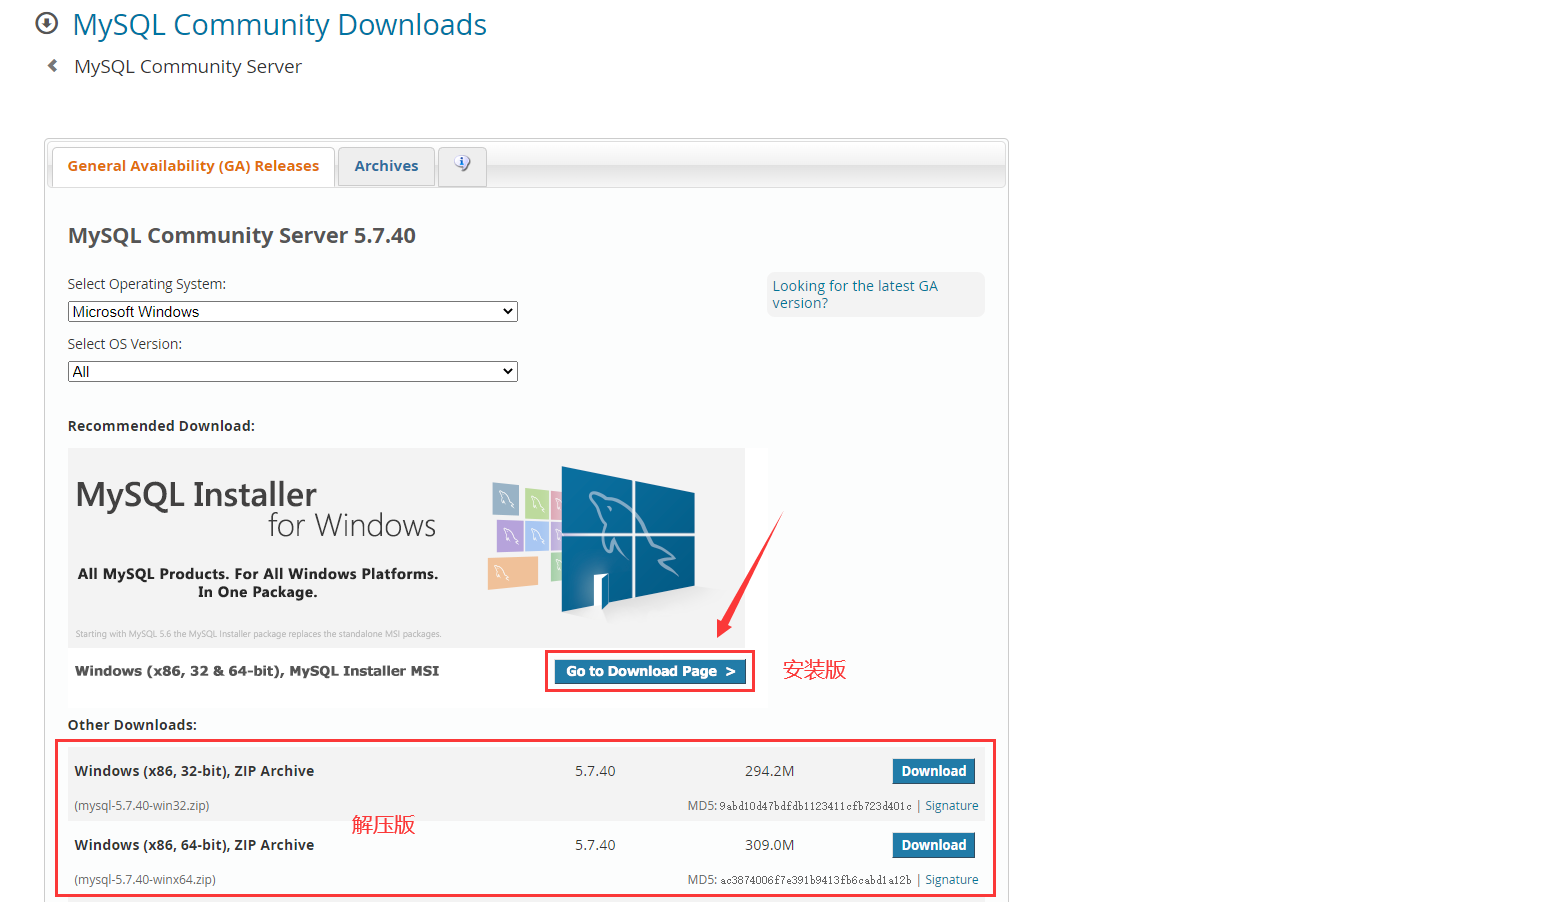 MySQL Community Downloads
MySQL Community Server
General Availability (GA) Releases
Archives
MySQL Community Server 5.7.40
Select Operating System:
Looking for the latest GA
version?
Microsoft Windows
Select OS Version:
All
Recommended Download:
MySQL Installer
for Windows
All MySQL Products. For All Windows Platforms.
In One Package.
Starting with MySQL 5.6 the MySQL Installer package replaces the standalone MSI packages.
Windows (x86, 32 & 64-bit), MySQL Installer MSI
Go to Download Page >
安装版
Other Downloads:
Windows (x86, 32-bit), ZIP Archive 5.7.40 294.2M Download
(mysql-5.7.40-win32.zip) MD5: 9abd10d47bdfdb1123411cfb723d401c | Signature
解压版
Windows (x86, 64-bit), ZIP Archive 5.7.40 309.0M Download
(mysql-5.7.40-winx64.zip) MD5: ac3874006f7e391b9413fb6cabd1a12b | Signature